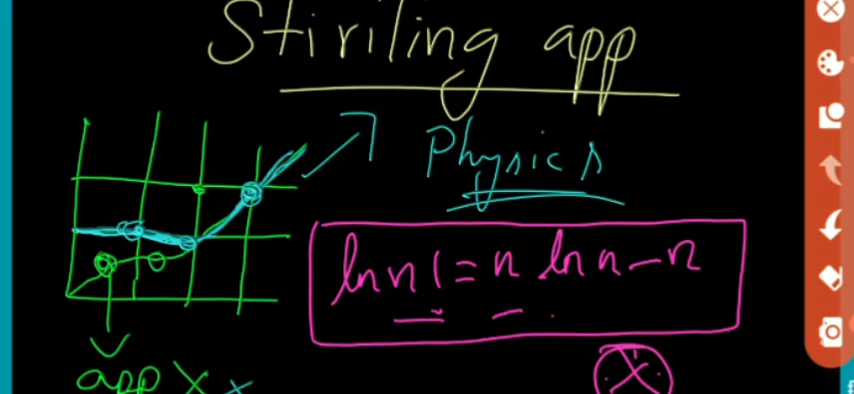 Stiriling app
Physics
ln n! = n ln n - n
app X x
X